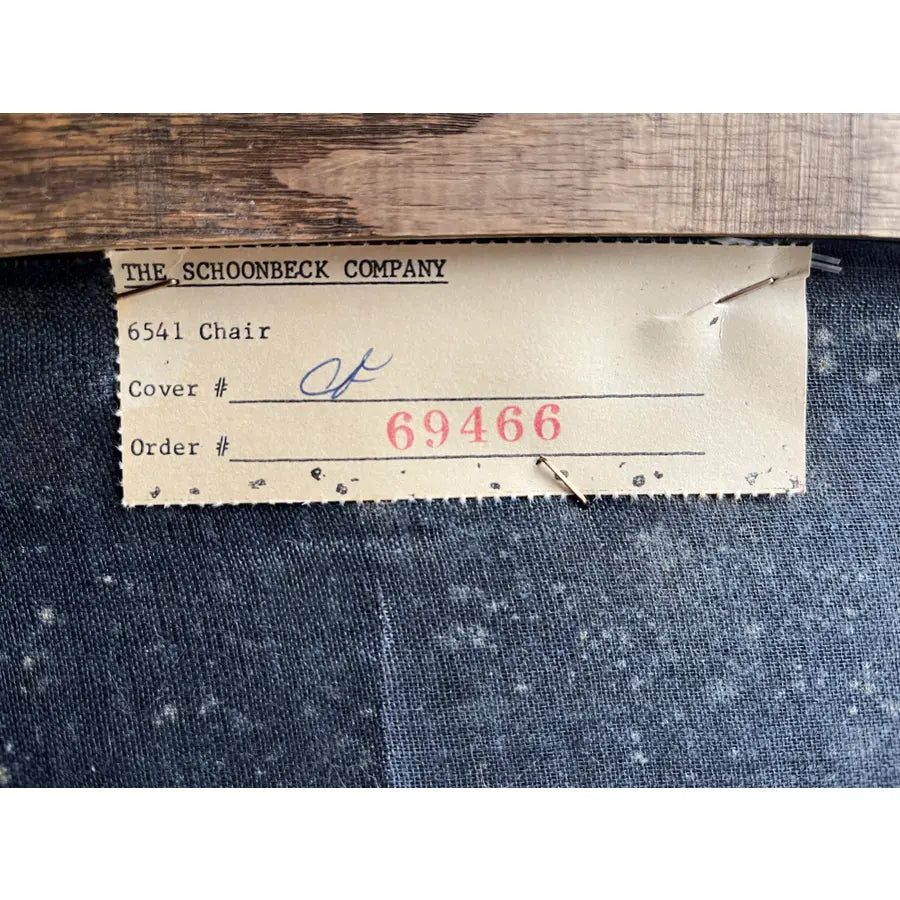 THE SCHOONBECK COMPANY
6541 Chair
Cover #
Order # 69466